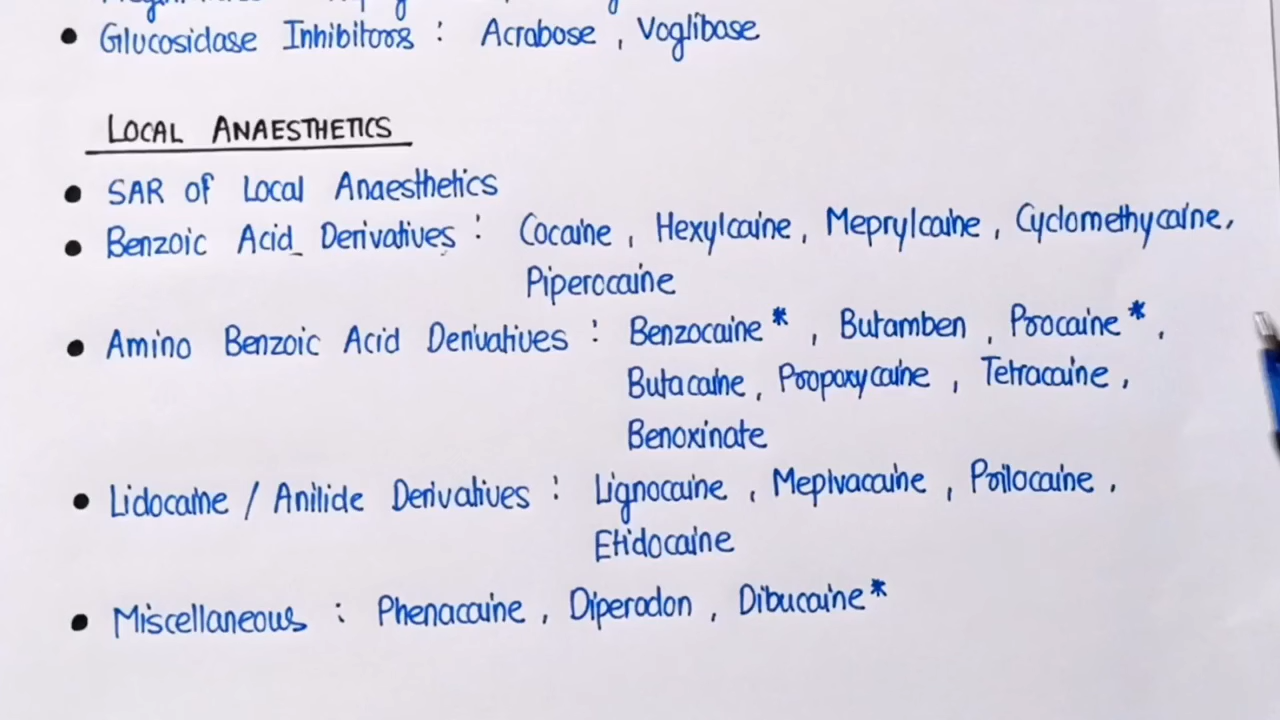 • Glucosidase Inhibitors : Acrabose , Voglibase
LOCAL ANAESTHETICS
• SAR of Local Anaesthetics
• Benzoic Acid Derivatives : Cocaine , Hexylcaine , Meprylcaine , Cyclomethycaine ,
Piperocaine
• Amino Benzoic Acid Derivatives : Benzocaine* , Butamben , Procaine* ,
Butacaine , Propoxycaine , Tetracaine ,
Benoxinate
• Lidocaine / Anilide Derivatives : Lignocaine , Mepivacaine , Prilocaine ,
Etidocaine
• Miscellaneous : Phenacaine , Diperodon , Dibucaine*